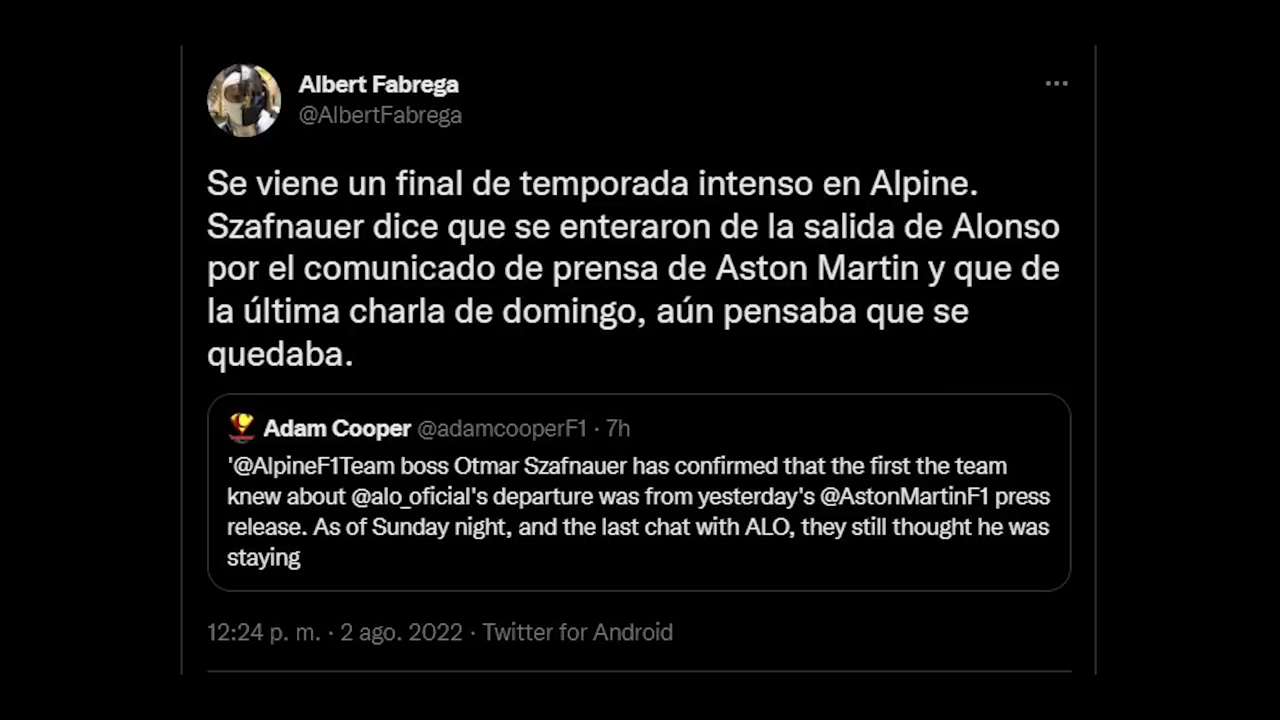 Albert Fabrega
@AlbertFabrega
Se viene un final de temporada intenso en Alpine.
Szafnauer dice que se enteraron de la salida de Alonso
por el comunicado de prensa de Aston Martin y que de
la última charla de domingo, aún pensaba que se
quedaba.
Adam Cooper @adamcooperF1 · 7h
'@AlpineF1Team boss Otmar Szafnauer has confirmed that the first the team
knew about @alo_oficial's departure was from yesterday's @AstonMartinF1 press
release. As of Sunday night, and the last chat with ALO, they still thought he was
staying
12:24 p. m. · 2 ago. 2022 · Twitter for Android